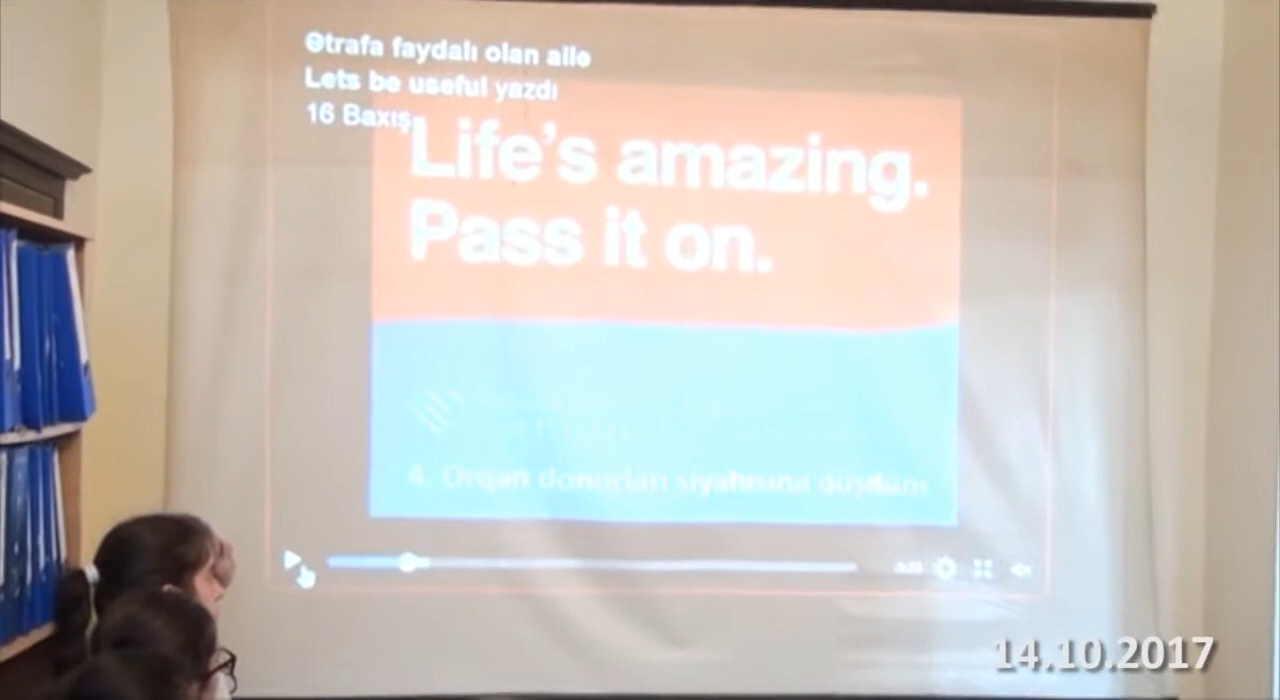 Ətrafa faydalı olan ailə
Lets be useful yazdı
16 Baxış
Life's amazing.
Pass it on.
4. Orqan donorları siyahısına düşdüm
14.10.2017